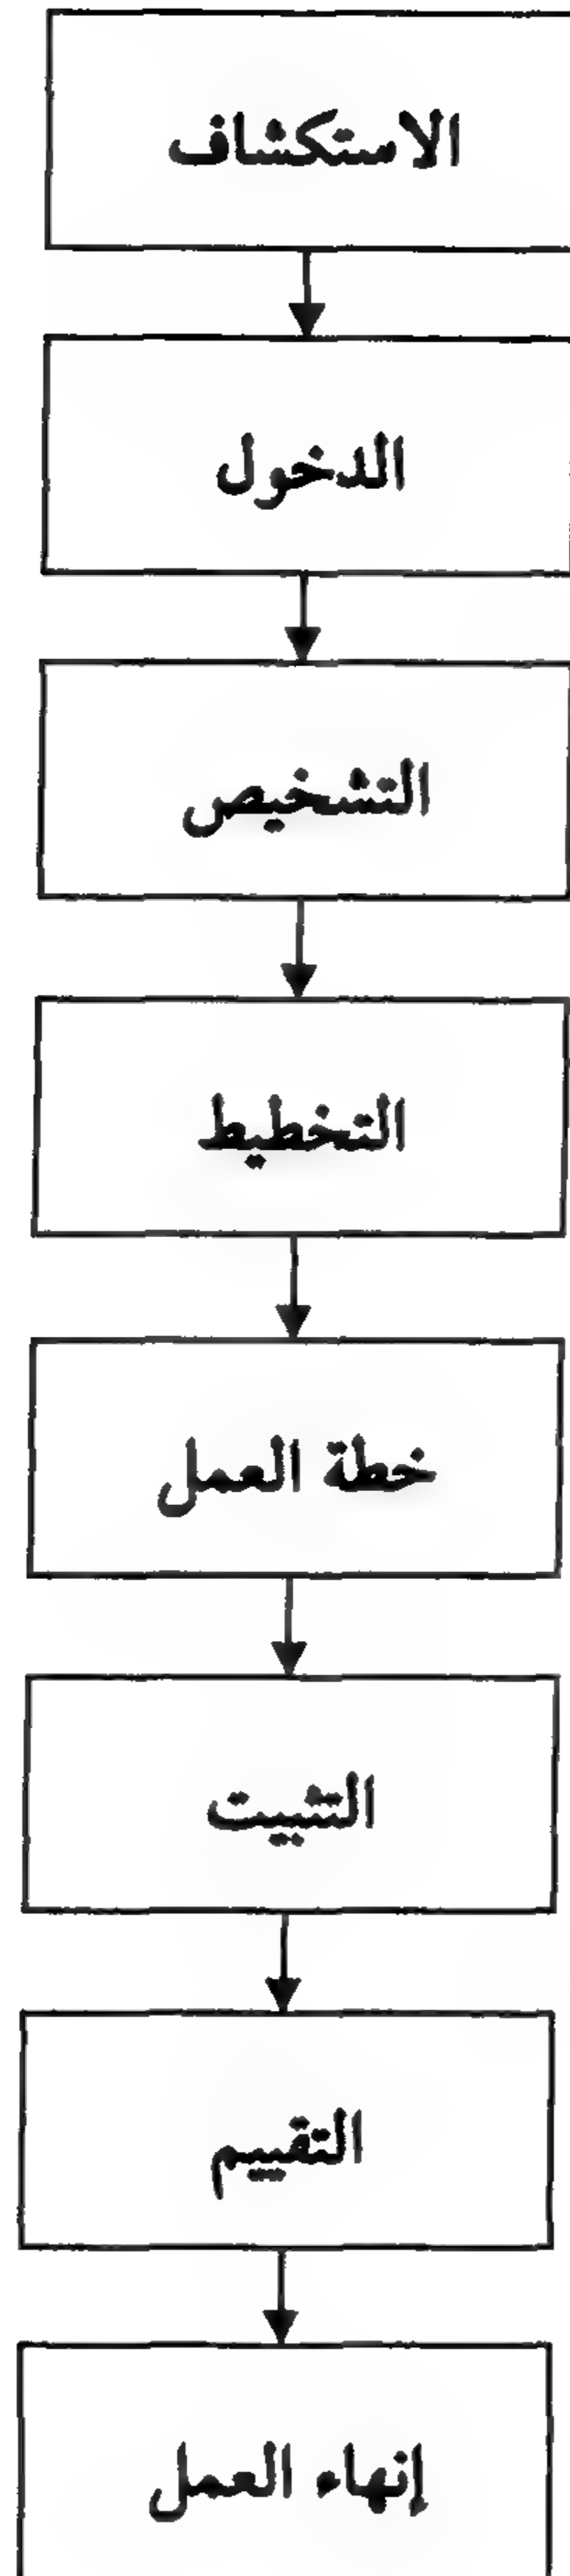 الاستكشاف
الدخول
التشخيص
التخطيط
خطة العمل
التثبيت
التقييم
إنهاء العمل